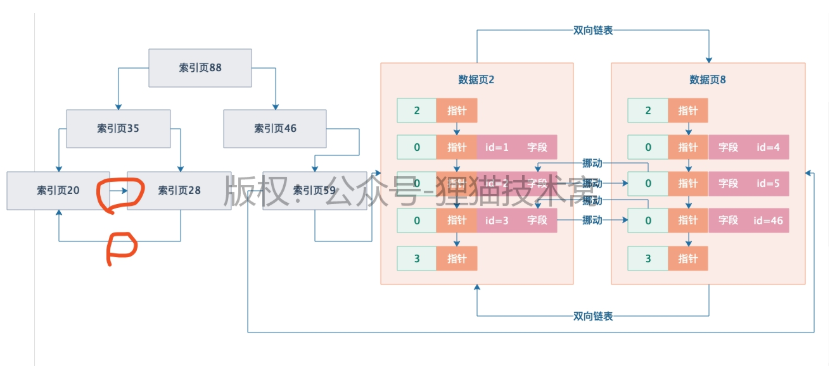 双向链表
数据页2
数据页8
索引页88
2 指针
2 指针
索引页35
索引页46
0 指针 id=1 字段
0 指针 字段 id=4
挪动
索引页20
索引页28
索引页59
0 指针
挪动
0 指针 字段 id=5
版权:公众号-狸猫技术窝
挪动
0 指针 id=3 字段
挪动
0 指针 字段 id=46
3 指针
3 指针
双向链表